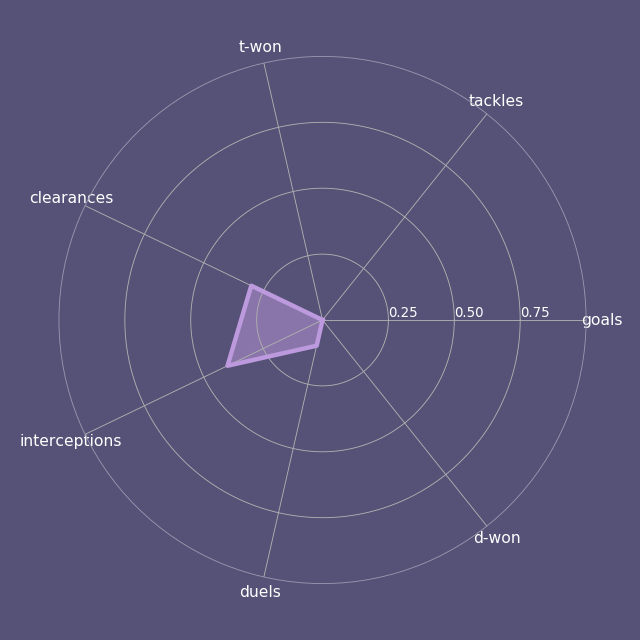 t-won
tackles
clearances
0.25 0.50 0.75
goals
interceptions
d-won
duels